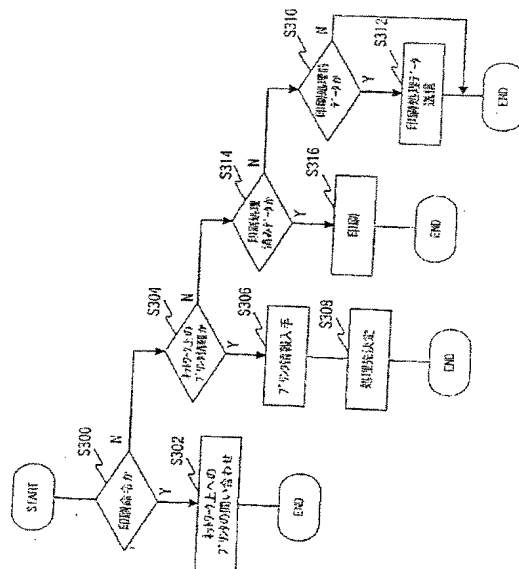 START
S300
印刷命令か
N
Y
S302
ネットワーク上への
プリンタの問い合わせ
END
S304
ネットワーク上の
プリンタ情報か
N
Y
S306
プリンタ情報入手
S308
処理先決定
END
S314
印刷処理
済みデータか
N
Y
S316
印刷
END
S310
印刷処理前
データか
N
Y
S312
印刷処理データ
送信
END